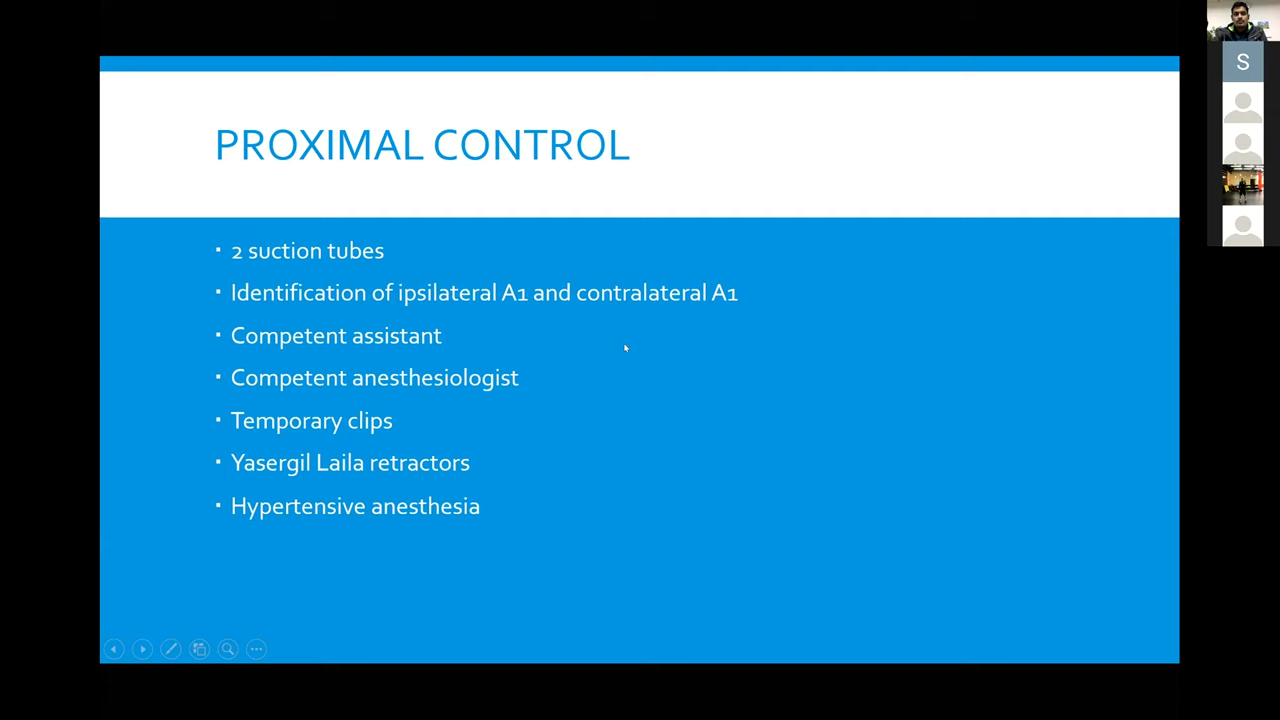 PROXIMAL CONTROL
2 suction tubes
Identification of ipsilateral A1 and contralateral A1
Competent assistant
Competent anesthesiologist
Temporary clips
Yasergil Laila retractors
Hypertensive anesthesia
S